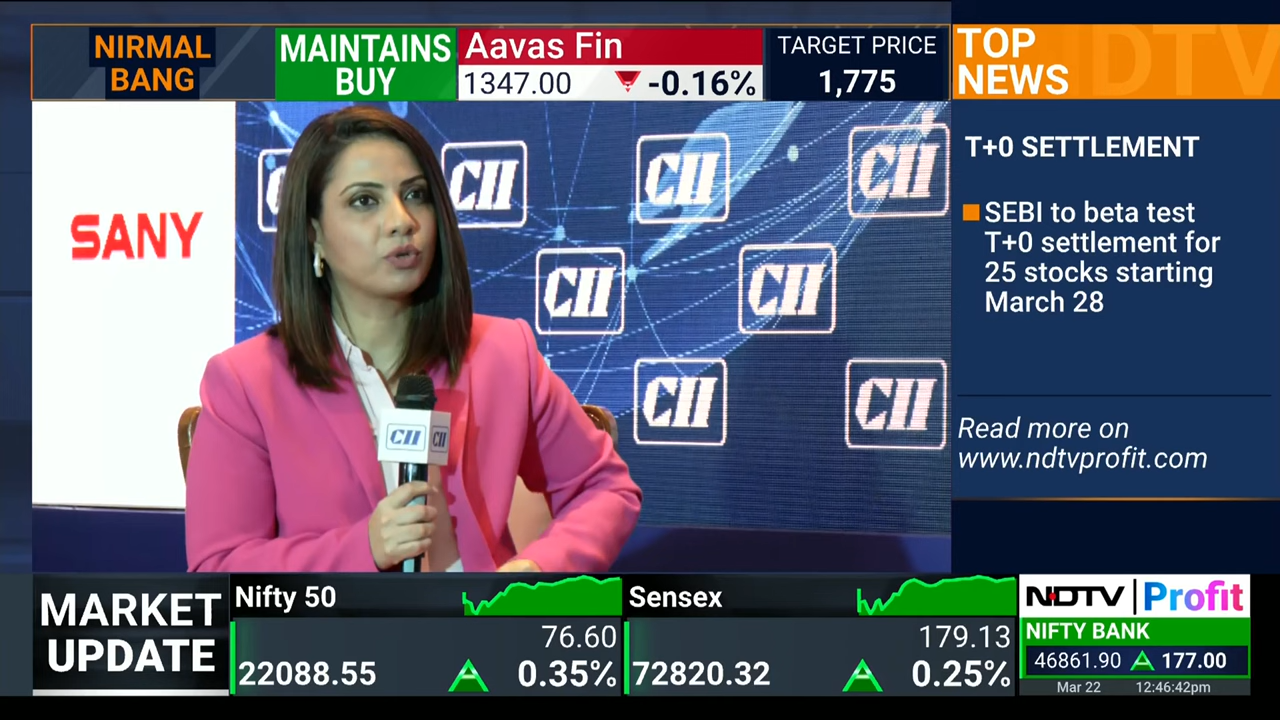 NIRMAL
BANG
MAINTAINS
BUY
Aavas Fin
1347.00 -0.16%
TARGET PRICE
1,775
TOP
NEWS
NDTV
T+0 SETTLEMENT
SEBI to beta test
T+0 settlement for
25 stocks starting
March 28
Read more on
www.ndtvprofit.com
SANY
CII
CII
CII
CII
CII
CII
CII
CII
CII
CII
MARKET
UPDATE
Nifty 50
76.60
22088.55 0.35%
Sensex
179.13
72820.32 0.25%
NDTV Profit
NIFTY BANK
46861.90 177.00
Mar 22 12:46:42pm